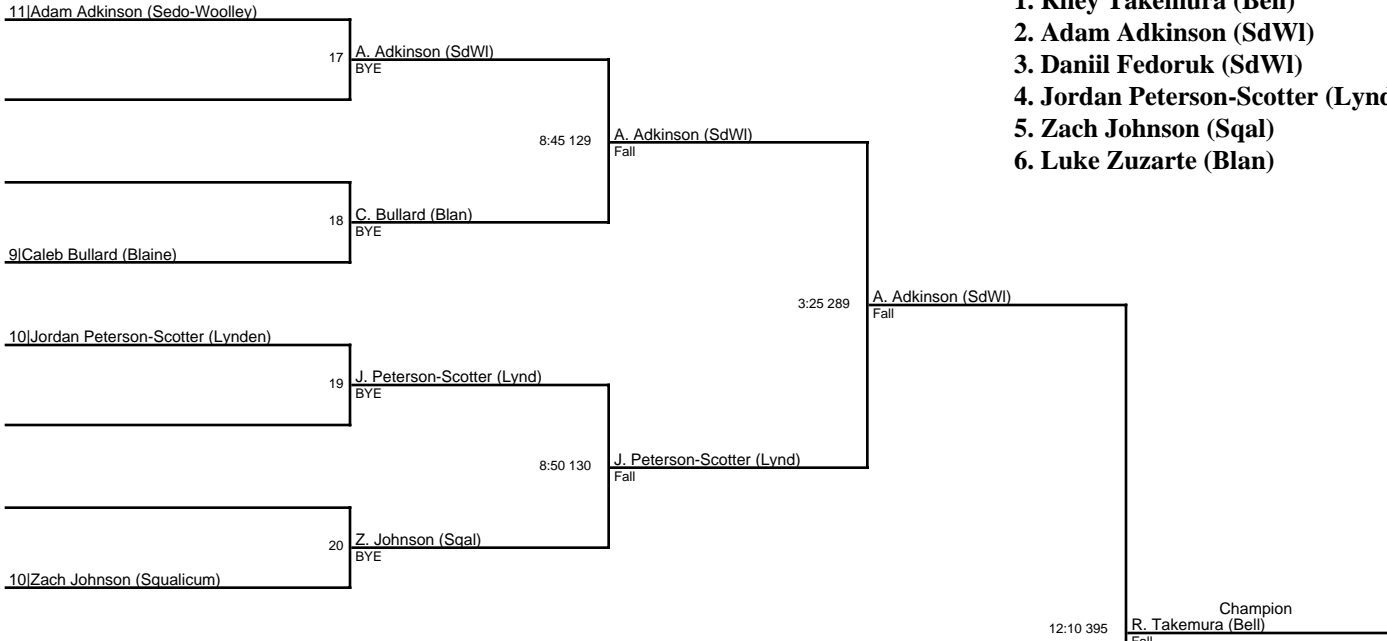 11|Adam Adkinson (Sedo-Woolley)
17 A. Adkinson (SdWl)
BYE
8:45 129 A. Adkinson (SdWl)
Fall
18 C. Bullard (Blan)
BYE
9|Caleb Bullard (Blaine)
3:25 289 A. Adkinson (SdWl)
Fall
10|Jordan Peterson-Scotter (Lynden)
19 J. Peterson-Scotter (Lynd)
BYE
8:50 130 J. Peterson-Scotter (Lynd)
Fall
20 Z. Johnson (Sqal)
BYE
10|Zach Johnson (Squalicum)
Champion
12:10 395 R. Takemura (Bell)
Fall
1. Riley Takemura (Bell)
2. Adam Adkinson (SdWl)
3. Daniil Fedoruk (SdWl)
4. Jordan Peterson-Scotter (Lynd
5. Zach Johnson (Sqal)
6. Luke Zuzarte (Blan)